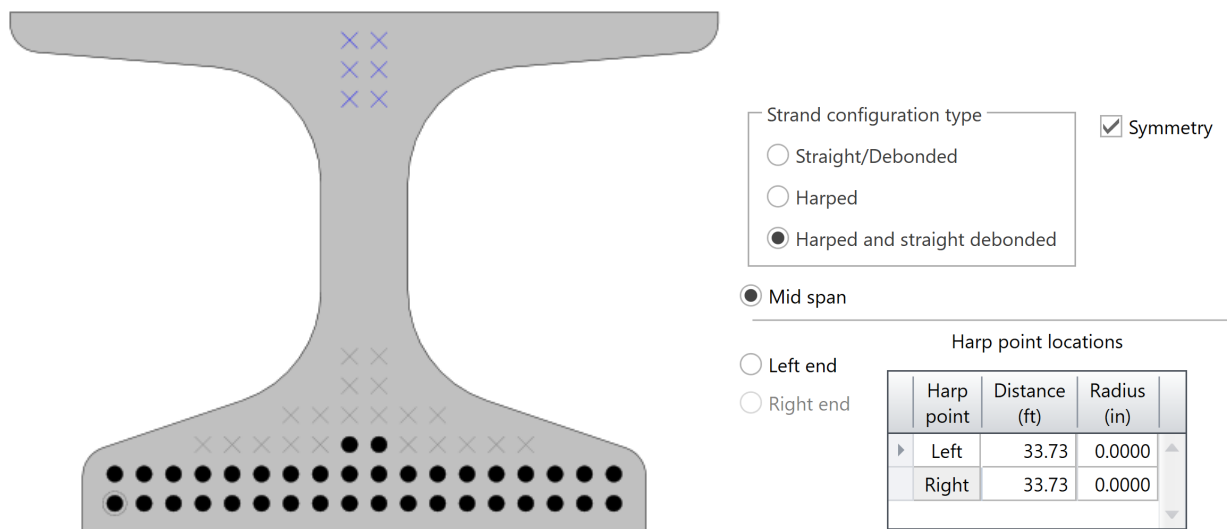 Strand configuration type
Symmetry
Straight/Debonded
Harped
Harped and straight debonded
Mid span
Harp point locations
Left end
Right end
Harp point Distance (ft) Radius (in)
Left 33.73 0.0000
Right 33.73 0.0000